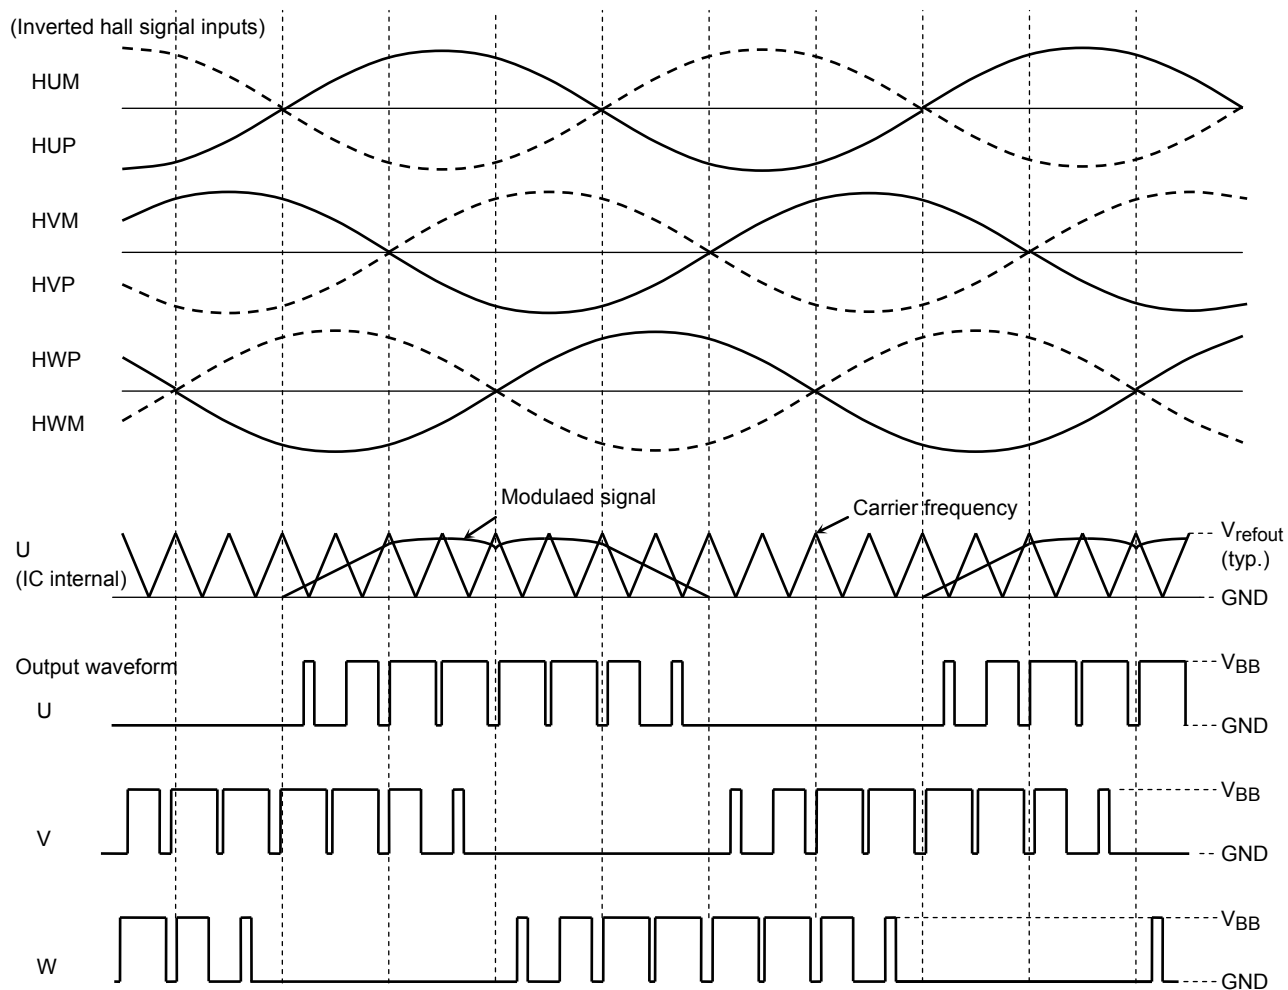 (Inverted hall signal inputs)
HUM
HUP
HVM
HVP
HWP
HWM
Modulaed signal
Carrier frequency
U
(IC internal)
Vrefout
(typ.)
GND
Output waveform
VBB
U
GND
VBB
V
GND
VBB
W
GND